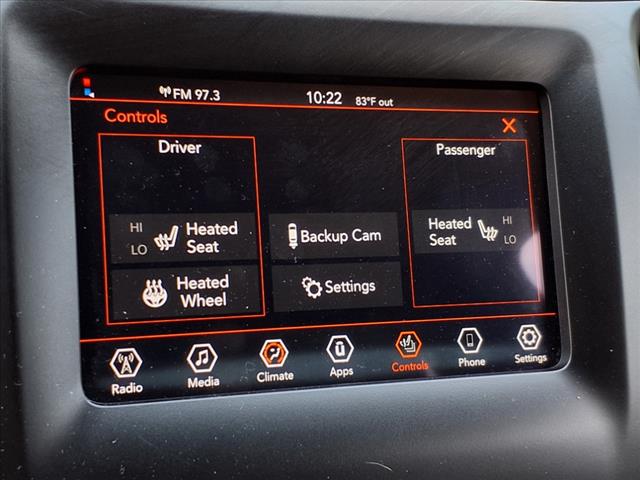 FM 97.3 10:22 83°F out
Controls
Driver
HI
LO
Heated
Seat
Heated
Wheel
Backup Cam
Settings
Passenger
Heated
Seat
HI
LO
Radio Media Climate Apps Controls Phone Settings